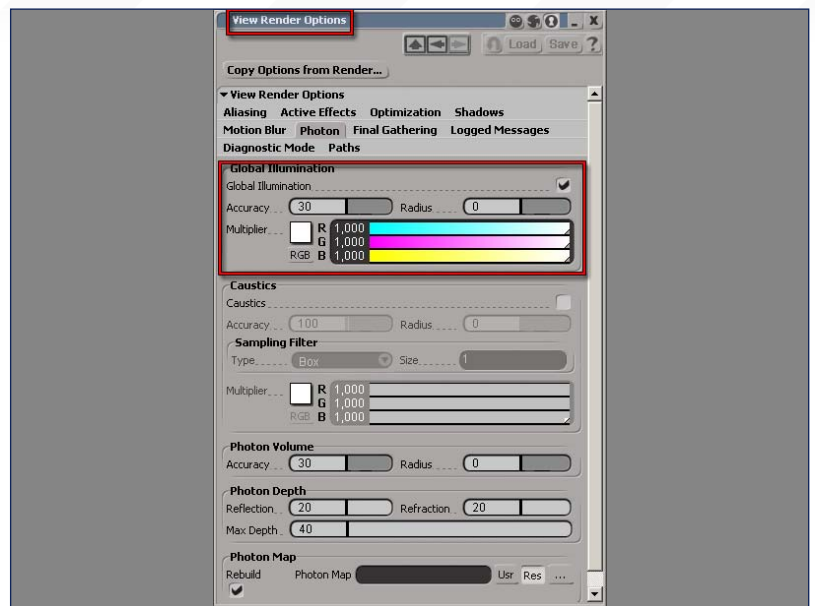 View Render Options
Load Save ?
Copy Options from Render...
View Render Options
Aliasing Active Effects Optimization Shadows
Motion Blur Photon Final Gathering Logged Messages
Diagnostic Mode Paths
Global Illumination
Global Illumination
Accuracy 30 Radius 0
Multiplier R 1,000
G 1,000
RGB B 1,000
Caustics
Caustics
Accuracy 100 Radius 0
Sampling Filter
Type Box Size 1
Multiplier R 1,000
G 1,000
RGB B 1,000
Photon Volume
Accuracy 30 Radius 0
Photon Depth
Reflection 20 Refraction 20
Max Depth 40
Photon Map
Rebuild Photon Map Usr Res ...